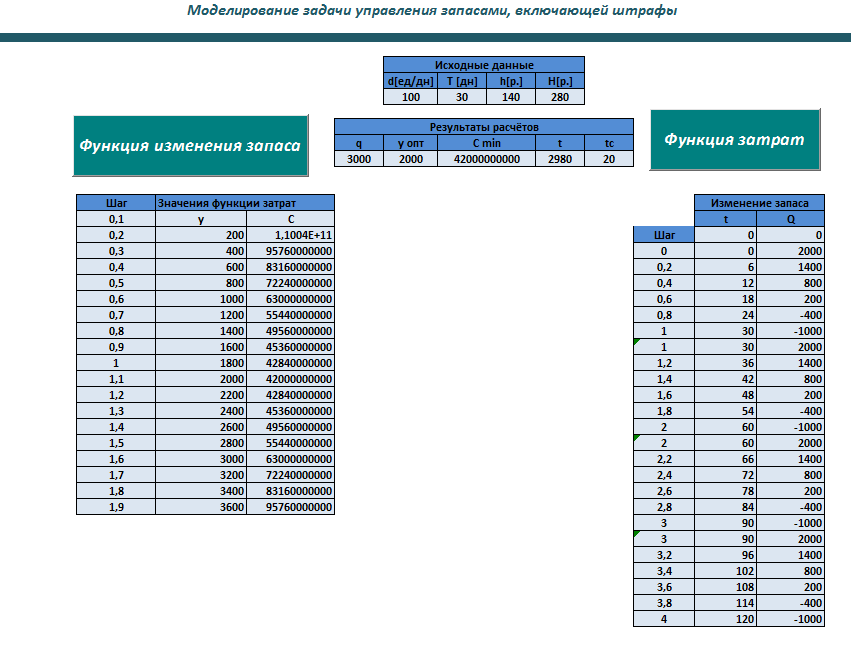 Моделирование задачи управления запасами, включающей штрафы
Исходные данные
d[ед/дн] T [дн] h[р.] H[р.]
100 30 140 280
Функция изменения запаса
Результаты расчётов
q y опт C min t tc
3000 2000 42000000000 2980 20
Функция затрат
Шаг Значения функции затрат
0,1 y C
0,2 200 1,1004E+11
0,3 400 95760000000
0,4 600 83160000000
0,5 800 72240000000
0,6 1000 63000000000
0,7 1200 55440000000
0,8 1400 49560000000
0,9 1600 45360000000
1 1800 42840000000
1,1 2000 42000000000
1,2 2200 42840000000
1,3 2400 45360000000
1,4 2600 49560000000
1,5 2800 55440000000
1,6 3000 63000000000
1,7 3200 72240000000
1,8 3400 83160000000
1,9 3600 95760000000
Изменение запаса
t Q
Шаг 0 0
0 0 2000
0,2 6 1400
0,4 12 800
0,6 18 200
0,8 24 -400
1 30 -1000
1 30 2000
1,2 36 1400
1,4 42 800
1,6 48 200
1,8 54 -400
2 60 -1000
2 60 2000
2,2 66 1400
2,4 72 800
2,6 78 200
2,8 84 -400
3 90 -1000
3 90 2000
3,2 96 1400
3,4 102 800
3,6 108 200
3,8 114 -400
4 120 -1000